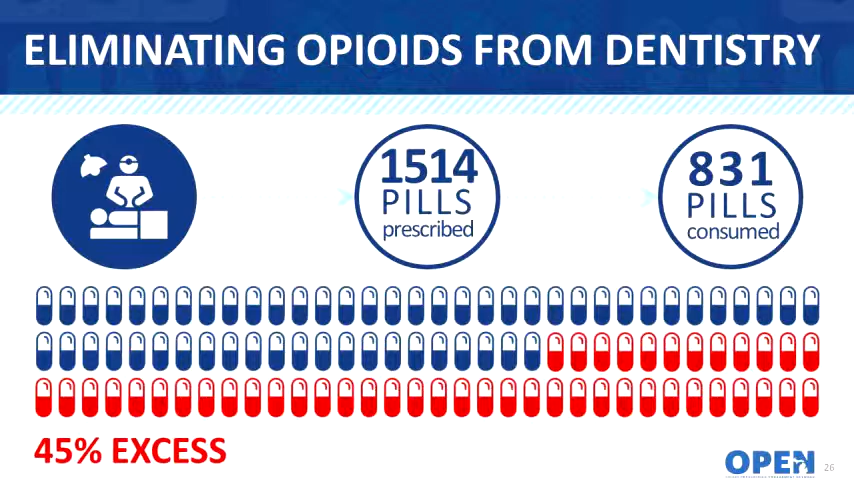 ELIMINATING OPIOIDS FROM DENTISTRY
1514
PILLS
prescribed
831
PILLS
consumed
45% EXCESS
OPEN
26